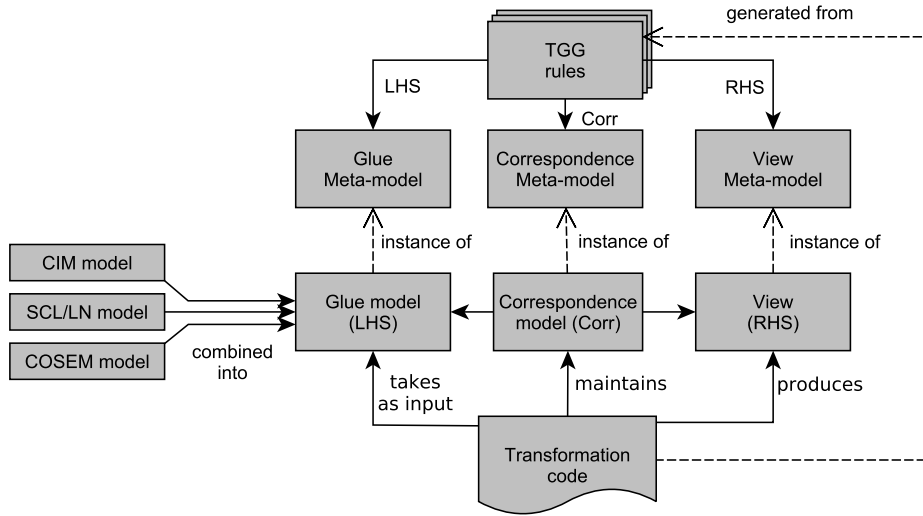 generated from
TGG
rules
LHS
RHS
Corr
Glue
Meta-model
Correspondence
Meta-model
View
Meta-model
instance of
instance of
instance of
CIM model
SCL/LN model
COSEM model
combined
into
Glue model
(LHS)
Correspondence
model (Corr)
View
(RHS)
takes
as input
maintains
produces
Transformation
code